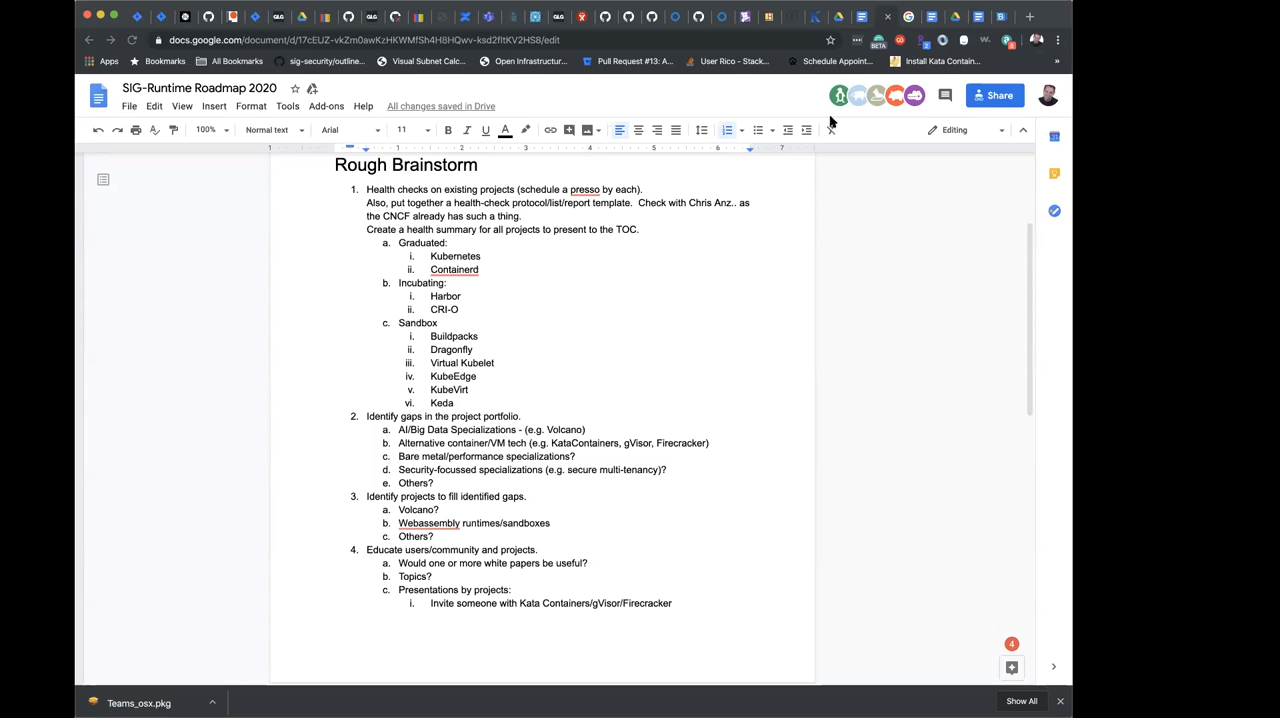 docs.google.com/document/d/17cEUZ-vkZm0awKzHKWMfSh4H8HQwv-ksd2fltKV2HS8/edit
Apps Bookmarks All Bookmarks sig-security/outline... Visual Subnet Calc... Open Infrastructur... Pull Request #13: A... User Rico - Stack... Schedule Appoint... Install Kata Contain... »
SIG-Runtime Roadmap 2020
Share
File Edit View Insert Format Tools Add-ons Help All changes saved in Drive
100% Normal text Arial 11 Editing
1 1 2 3 4 5 6 7
Rough Brainstorm
1. Health checks on existing projects (schedule a presso by each).
Also, put together a health-check protocol/list/report template. Check with Chris Anz.. as
the CNCF already has such a thing.
Create a health summary for all projects to present to the TOC.
a. Graduated:
i. Kubernetes
ii. Containerd
b. Incubating:
i. Harbor
ii. CRI-O
c. Sandbox
i. Buildpacks
ii. Dragonfly
iii. Virtual Kubelet
iv. KubeEdge
v. KubeVirt
vi. Keda
2. Identify gaps in the project portfolio.
a. AI/Big Data Specializations - (e.g. Volcano)
b. Alternative container/VM tech (e.g. KataContainers, gVisor, Firecracker)
c. Bare metal/performance specializations?
d. Security-focussed specializations (e.g. secure multi-tenancy)?
e. Others?
3. Identify projects to fill identified gaps.
a. Volcano?
b. Webassembly runtimes/sandboxes
c. Others?
4. Educate users/community and projects.
a. Would one or more white papers be useful?
b. Topics?
c. Presentations by projects:
i. Invite someone with Kata Containers/gVisor/Firecracker
4
Teams_osx.pkg
Show All